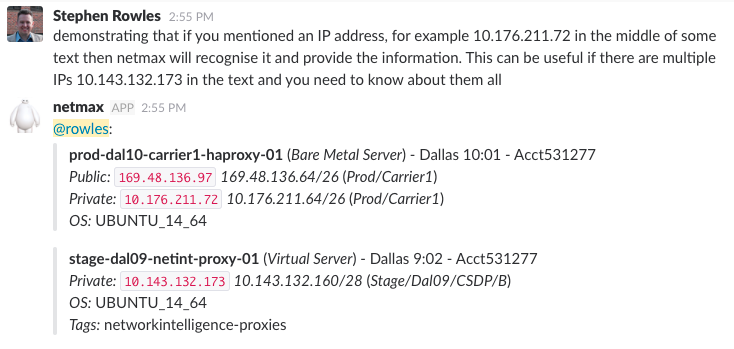 Stephen Rowles 2:55 PM
demonstrating that if you mentioned an IP address, for example 10.176.211.72 in the middle of some
text then netmax will recognise it and provide the information. This can be useful if there are multiple
IPs 10.143.132.173 in the text and you need to know about them all
netmax APP 2:55 PM
@rowles:
prod-dal10-carrier1-haproxy-01 (Bare Metal Server) - Dallas 10:01 - Acct531277
Public: 169.48.136.97 169.48.136.64/26 (Prod/Carrier1)
Private: 10.176.211.72 10.176.211.64/26 (Prod/Carrier1)
OS: UBUNTU_14_64
stage-dal09-netint-proxy-01 (Virtual Server) - Dallas 9:02 - Acct531277
Private: 10.143.132.173 10.143.132.160/28 (Stage/Dal09/CSDP/B)
OS: UBUNTU_14_64
Tags: networkintelligence-proxies